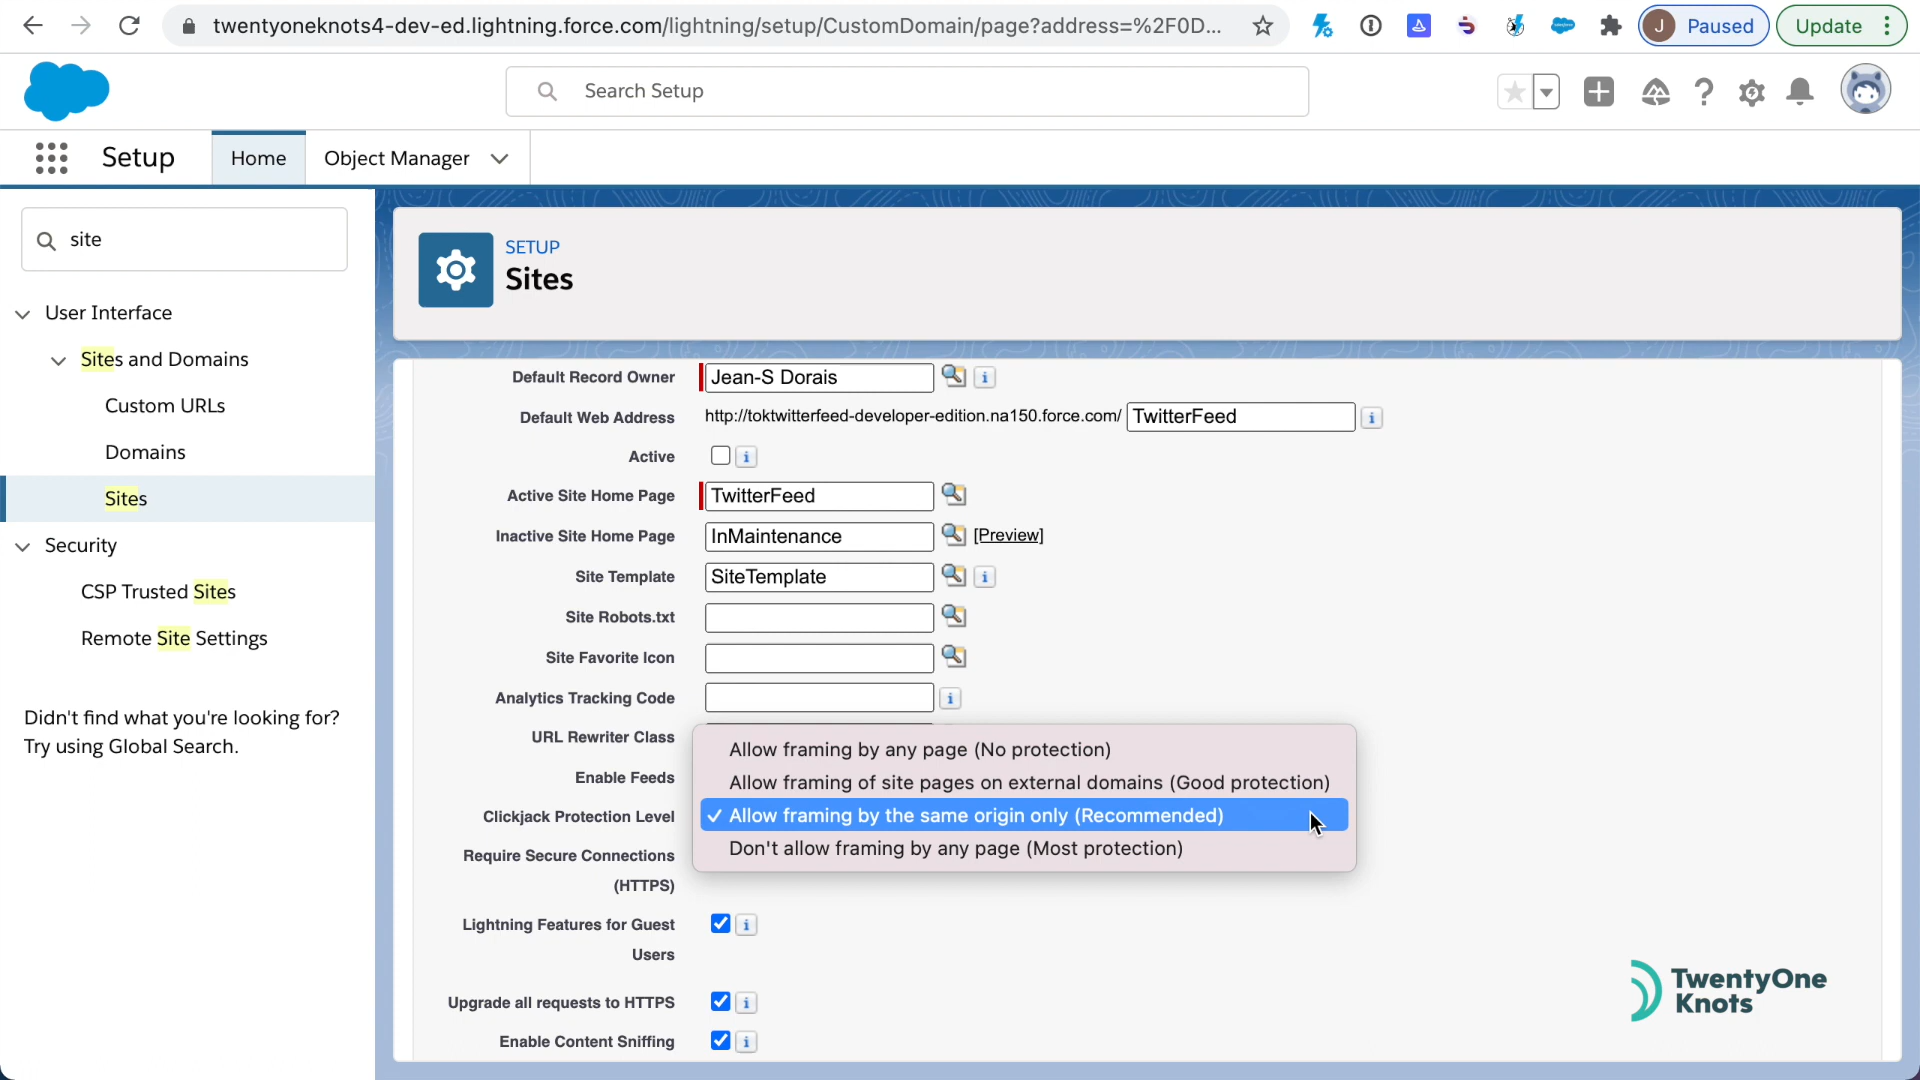 twentyoneknots4-dev-ed.lightning.force.com/lightning/setup/CustomDomain/page?address=%2F0D...
J Paused
Update
Search Setup
Setup
Home
Object Manager
site
User Interface
Sites and Domains
Custom URLs
Domains
Sites
Security
CSP Trusted Sites
Remote Site Settings
Didn't find what you're looking for?
Try using Global Search.
SETUP
Sites
Default Record Owner Jean-S Dorais
Default Web Address http://toktwitterfeed-developer-edition.na150.force.com/ TwitterFeed
Active
Active Site Home Page TwitterFeed
Inactive Site Home Page InMaintenance [Preview]
Site Template SiteTemplate
Site Robots.txt
Site Favorite Icon
Analytics Tracking Code
URL Rewriter Class
Enable Feeds
Clickjack Protection Level
Allow framing by any page (No protection)
Allow framing of site pages on external domains (Good protection)
✓ Allow framing by the same origin only (Recommended)
Don't allow framing by any page (Most protection)
Require Secure Connections
(HTTPS)
Lightning Features for Guest
Users
Upgrade all requests to HTTPS
Enable Content Sniffing
TwentyOne
Knots